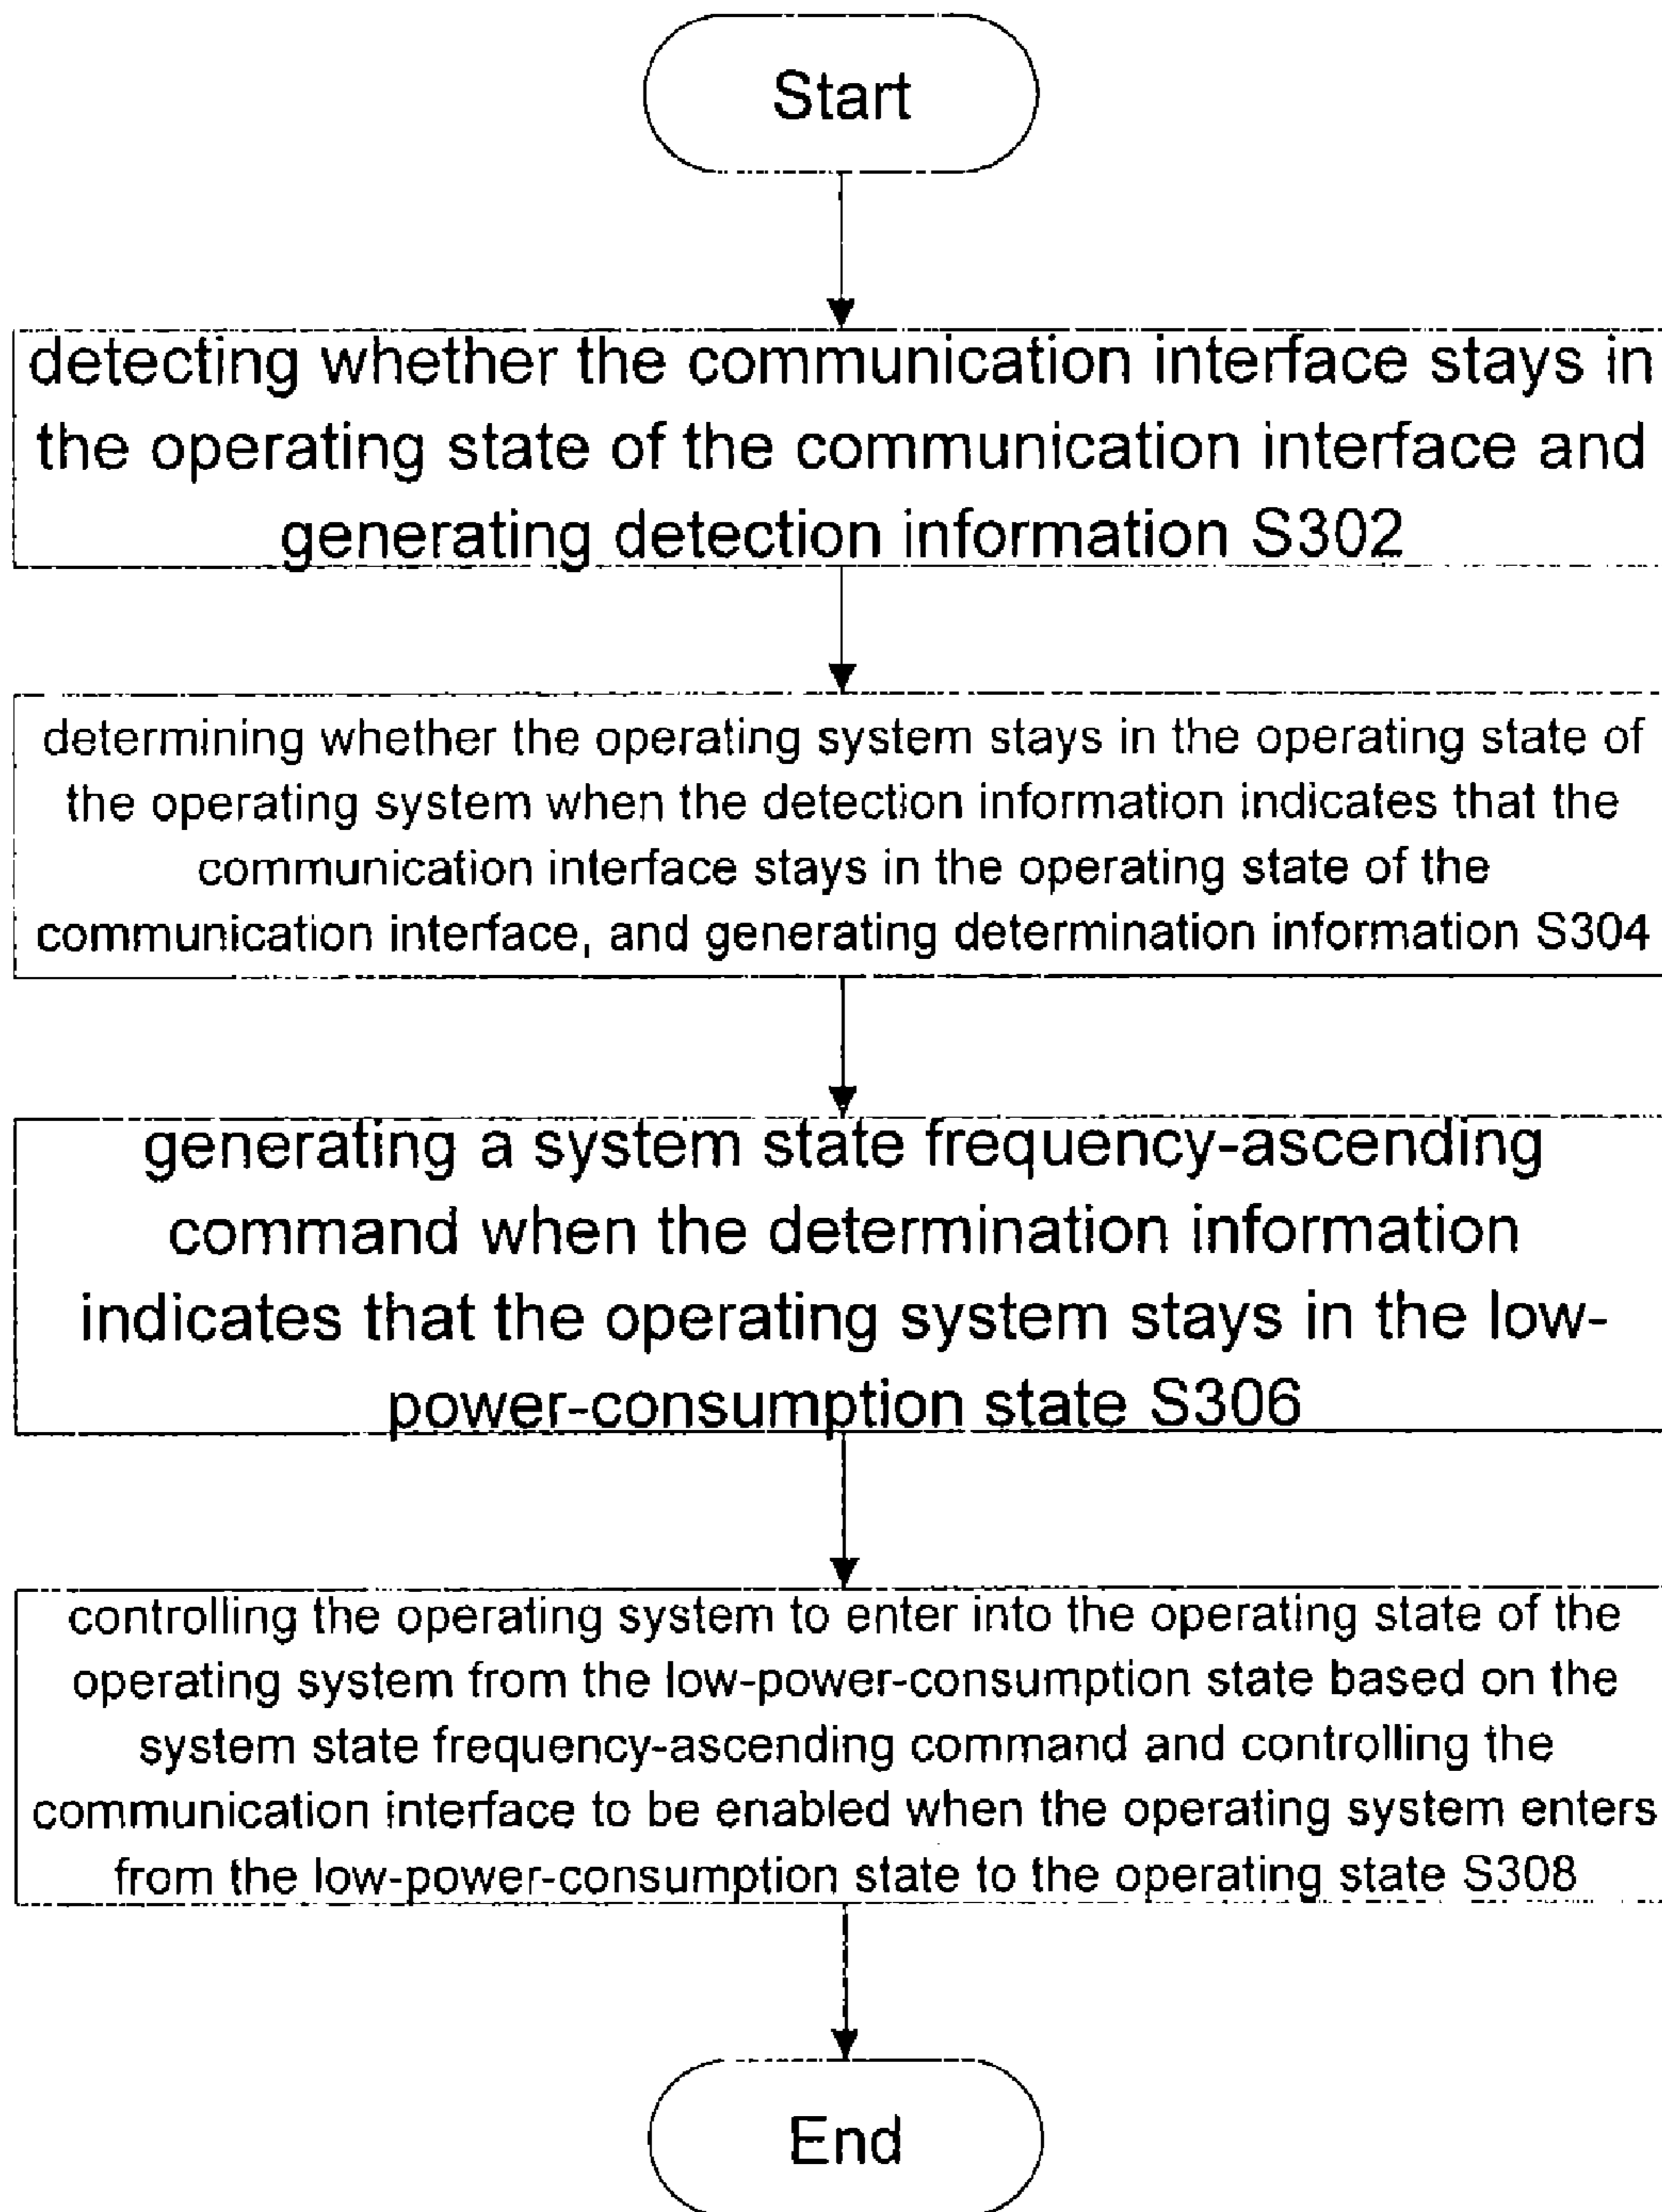 Start
detecting whether the communication interface stays in
the operating state of the communication interface and
generating detection information S302
determining whether the operating system stays in the operating state of
the operating system when the detection information indicates that the
communication interface stays in the operating state of the
communication interface, and generating determination information S304
generating a system state frequency-ascending
command when the determination information
indicates that the operating system stays in the low-
power-consumption state S306
controlling the operating system to enter into the operating state of the
operating system from the low-power-consumption state based on the
system state frequency-ascending command and controlling the
communication interface to be enabled when the operating system enters
from the low-power-consumption state to the operating state S308
End